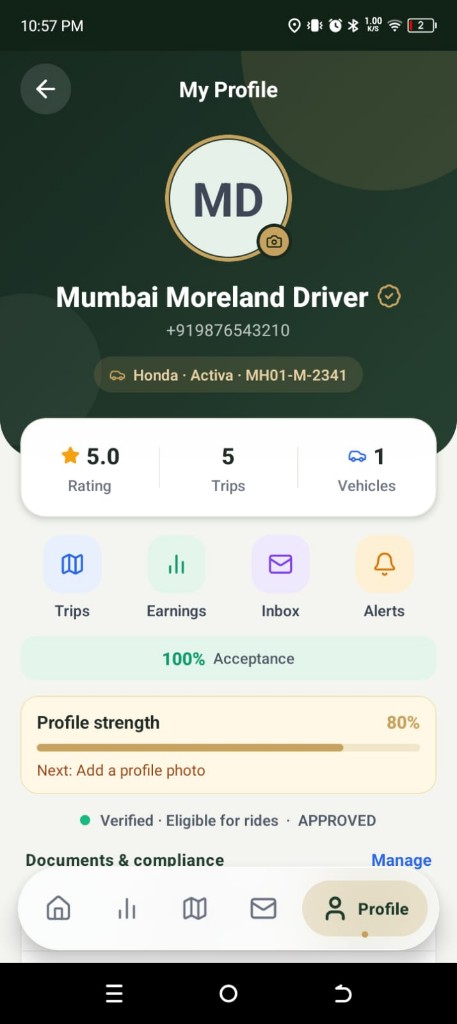 10:57 PM 1.00 K/S 2
My Profile
MD
Mumbai Moreland Driver
+919876543210
Honda · Activa · MH01-M-2341
5.0 5 1
Rating Trips Vehicles
Trips Earnings Inbox Alerts
100% Acceptance
Profile strength 80%
Next: Add a profile photo
Verified · Eligible for rides · APPROVED
Documents & compliance Manage
Profile